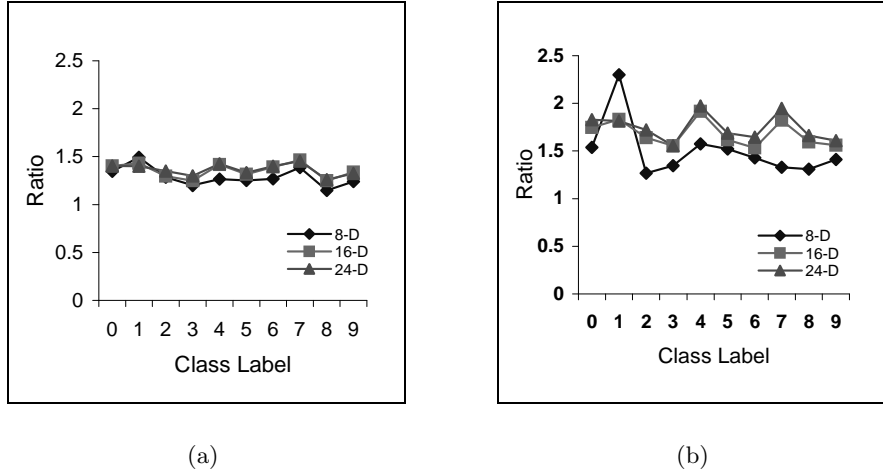 2.5
2
1.5
1
0.5
0
Ratio
0 1 2 3 4 5 6 7 8 9
Class Label
8-D
16-D
24-D
(a)
2.5
2
1.5
1
0.5
0
Ratio
0 1 2 3 4 5 6 7 8 9
Class Label
8-D
16-D
24-D
(b)